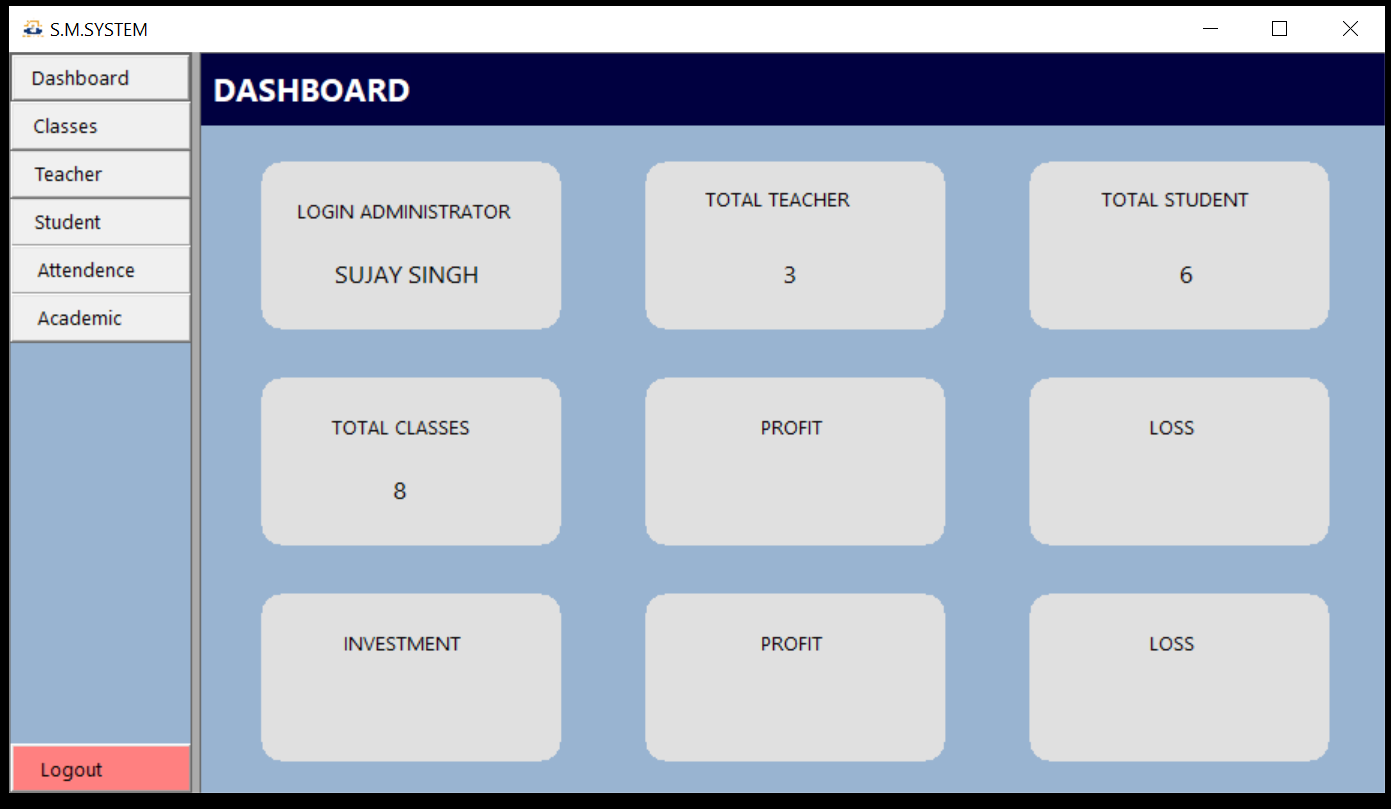 S.M.SYSTEM
Dashboard
Classes
Teacher
Student
Attendence
Academic
Logout
DASHBOARD
LOGIN ADMINISTRATOR
SUJAY SINGH
TOTAL TEACHER
3
TOTAL STUDENT
6
TOTAL CLASSES
8
PROFIT
LOSS
INVESTMENT
PROFIT
LOSS